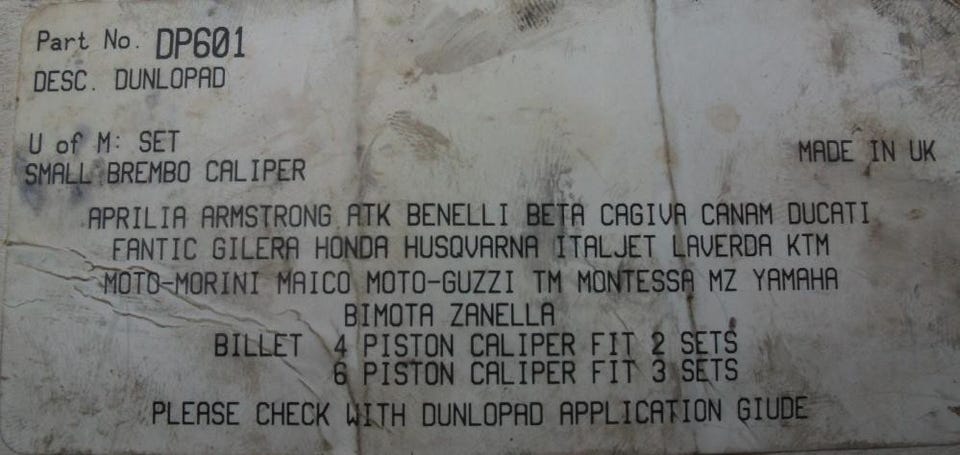 Part No. DP601
DESC. DUNLOPAD
U of M: SET
SMALL BREMBO CALIPER
MADE IN UK
APRILIA ARMSTRONG ATK BENELLI BETA CAGIVA CANAM DUCATI
FANTIC GILERA HONDA HUSQVARNA ITALJET LAVERDA KTM
MOTO-MORINI MAICO MOTO-GUZZI TM MONTESSA MZ YAMAHA
BIMOTA ZANELLA
BILLET 4 PISTON CALIPER FIT 2 SETS
6 PISTON CALIPER FIT 3 SETS
PLEASE CHECK WITH DUNLOPAD APPLICATION GIUDE